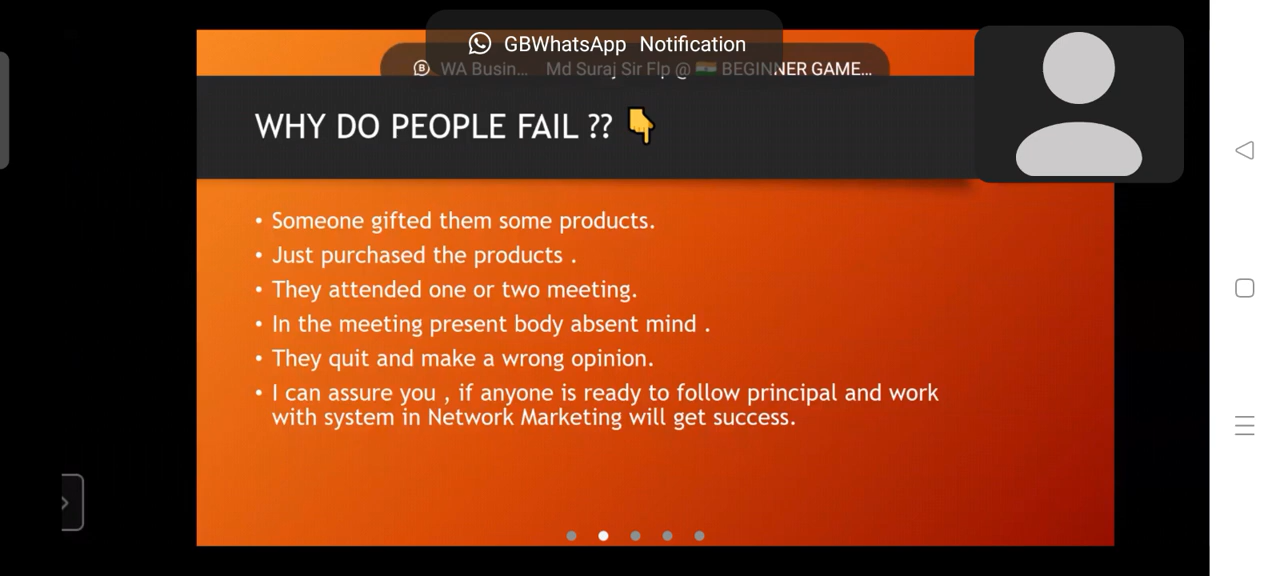 GBWhatsApp Notification
WA Busin... Md Suraj Sir Flp @ 🇮🇳 BEGINNER GAME...
WHY DO PEOPLE FAIL ?? 👇
• Someone gifted them some products.
• Just purchased the products .
• They attended one or two meeting.
• In the meeting present body absent mind .
• They quit and make a wrong opinion.
• I can assure you , if anyone is ready to follow principal and work
with system in Network Marketing will get success.